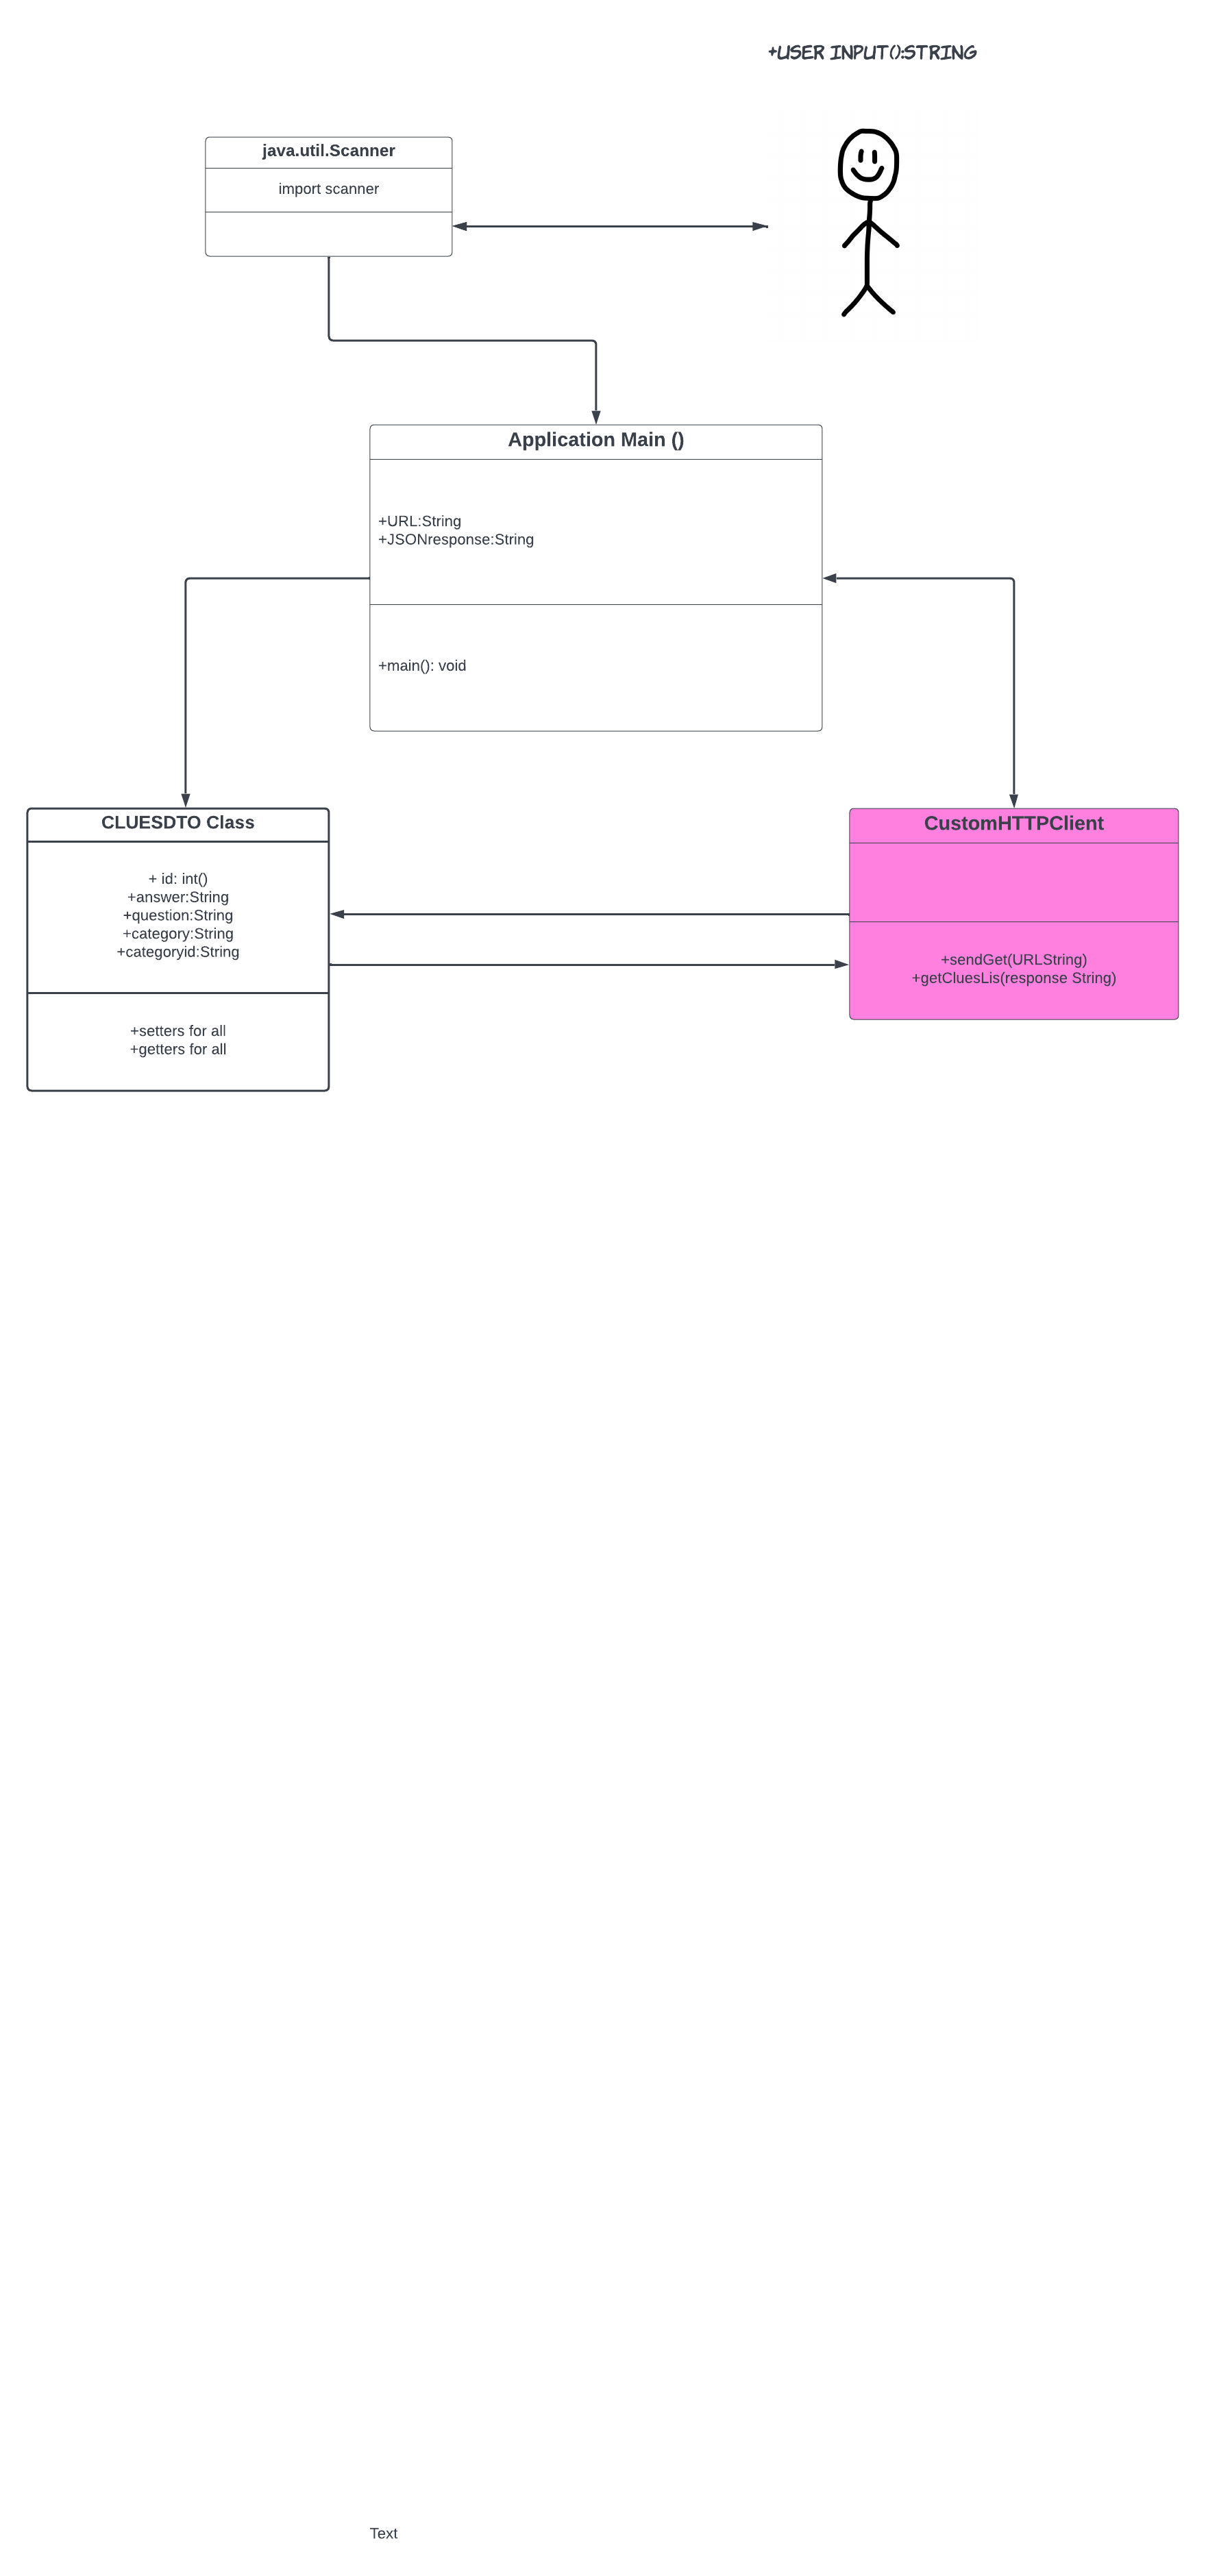 +USER INPUT():STRING
java.util.Scanner
import scanner
Application Main ()
+URL:String
+JSONresponse:String
+main(): void
CLUESDTO Class
+ id: int()
+answer:String
+question:String
+category:String
+categoryid:String
+setters for all
+getters for all
CustomHTTPClient
+sendGet(URLString)
+getCluesLis(response String)
Text